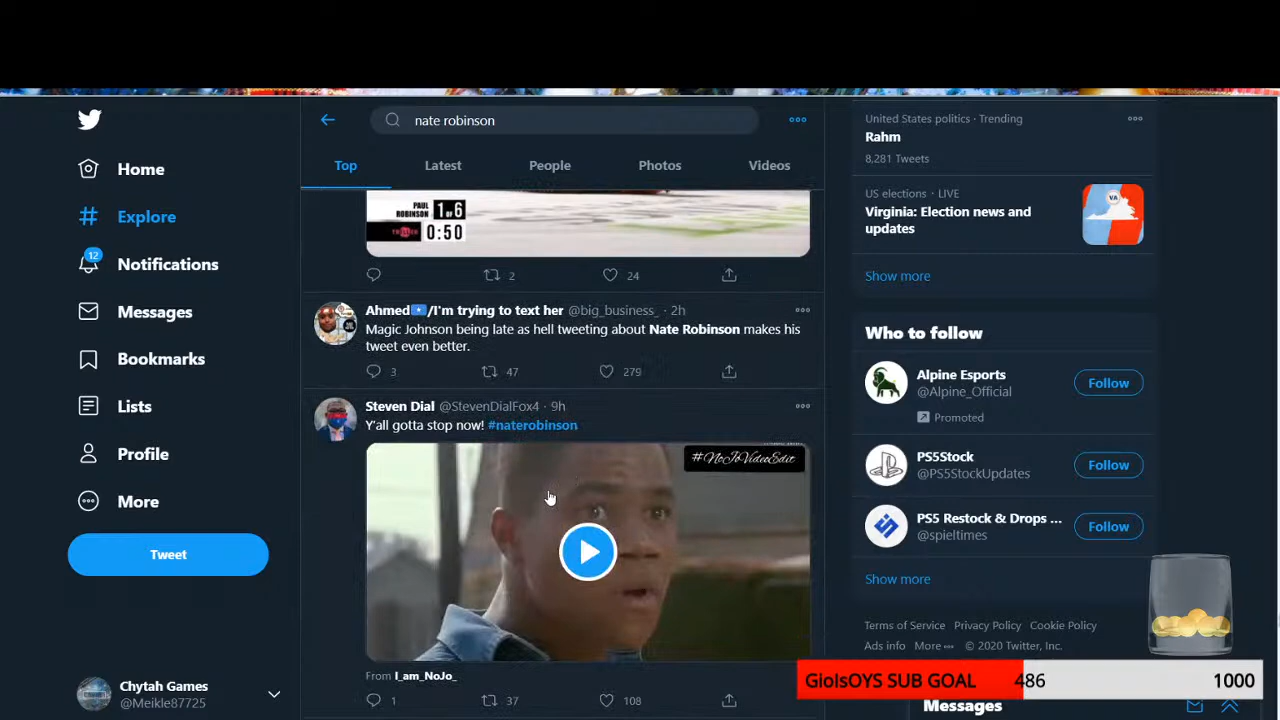 nate robinson
Top
Latest
People
Photos
Videos
Home
Explore
12
Notifications
Messages
Bookmarks
Lists
Profile
More
Tweet
Chytah Games
@Meikle87725
PAUL
ROBINSON
1 OF 6
TRILLER
0:50
2
24
Ahmed /I'm trying to text her @big_business_ · 2h
Magic Johnson being late as hell tweeting about Nate Robinson makes his
tweet even better.
3
47
279
Steven Dial @StevenDialFox4 · 9h
Y'all gotta stop now! #naterobinson
#NoJoVideoEdit
From I_am_NoJo_
1
37
108
United States politics · Trending
Rahm
8,281 Tweets
US elections · LIVE
Virginia: Election news and
updates
VA
Show more
Who to follow
Alpine Esports
@Alpine_Official
Promoted
Follow
PS5Stock
@PS5StockUpdates
Follow
PS5 Restock & Drops ...
@spieltimes
Follow
Show more
Terms of Service Privacy Policy Cookie Policy
Ads info More © 2020 Twitter, Inc.
GioIsOYS SUB GOAL
486
1000
Messages